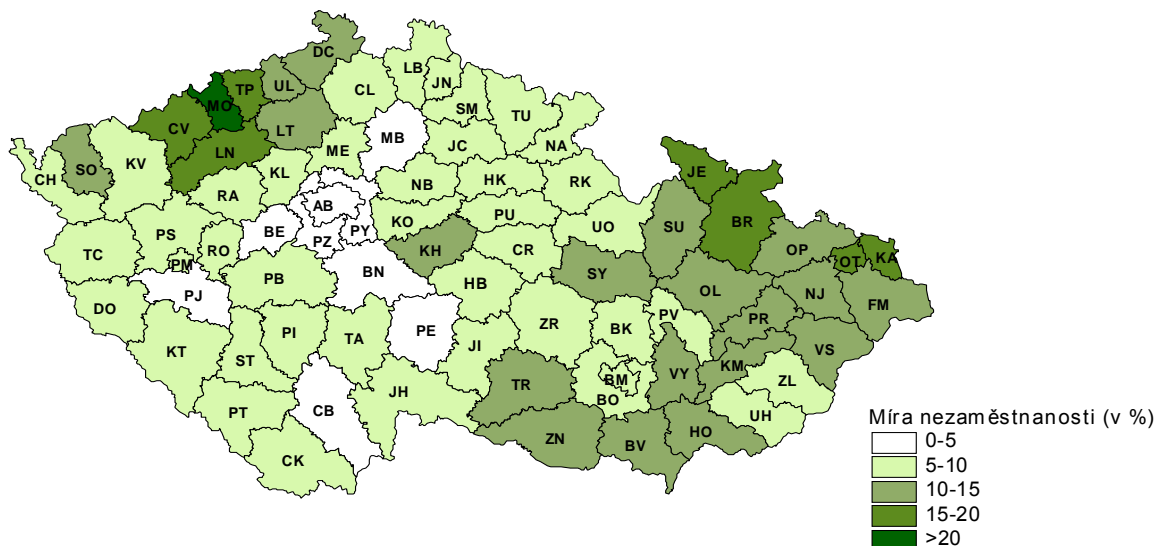 DC
LB
JN
MO
TP
UL
CL
SM
TU
CV
LT
MB
JC
NA
LN
ME
SO
KV
CH
KL
RA
NB
HK
RK
JE
AB
KO
PU
UO
SU
BR
BE
PZ
PY
KH
CR
OP
OT
KA
TC
PS
RO
PM
PB
BN
SY
OL
NJ
FM
PJ
HB
DO
PE
ZR
BK
PV
PR
VS
KT
ST
PI
TA
JI
TR
BM
BO
VY
KM
ZL
PT
CB
JH
UH
CK
ZN
BV
HO
Míra nezaměstnanosti (v %)
0-5
5-10
10-15
15-20
>20